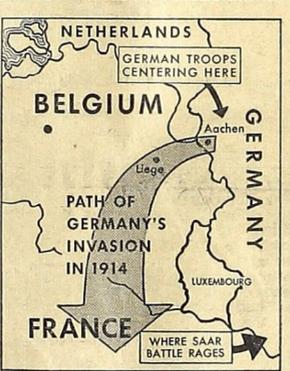 NETHERLANDS
GERMAN TROOPS
CENTERING HERE
BELGIUM
Aachen
GERMANY
Liege
PATH OF
GERMANY'S
INVASION
IN 1914
LUXEMBOURG
FRANCE
WHERE SAAR
BATTLE RAGES